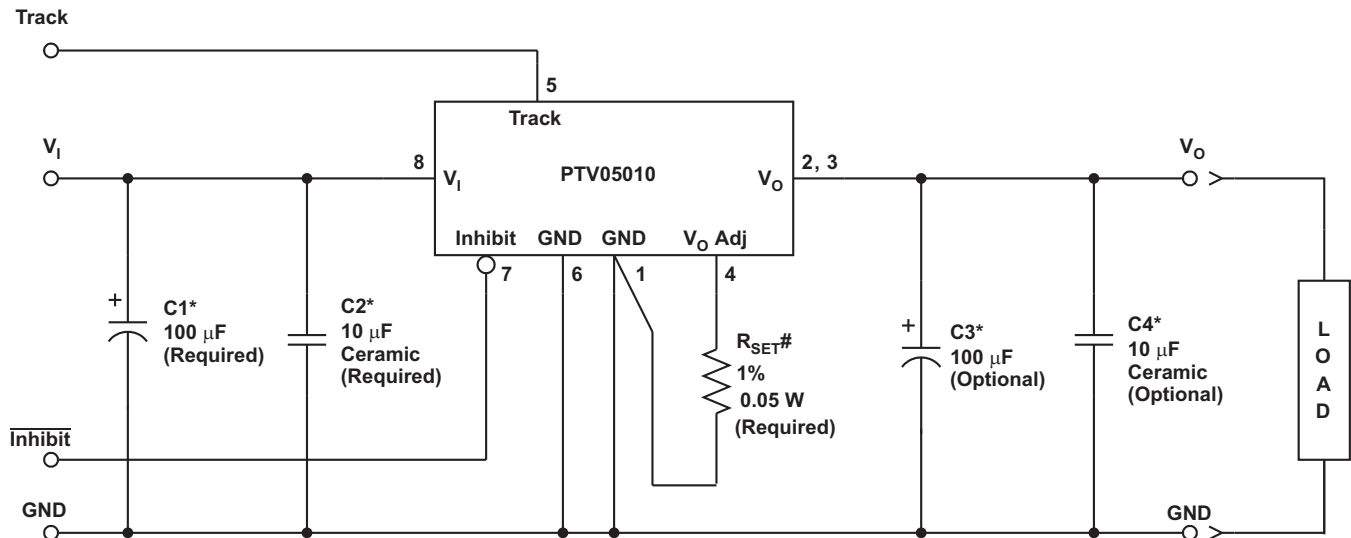 Track
5
Track
V_I
8
V_I
PTV05010
V_O
2, 3
V_O
Inhibit
GND
GND
V_O Adj
7
6
1
4
+
C1*
100 μF
(Required)
C2*
10 μF
Ceramic
(Required)
R_SET#
1%
0.05 W
(Required)
+
C3*
100 μF
(Optional)
C4*
10 μF
Ceramic
(Optional)
L
O
A
D
Inhibit
GND
GND